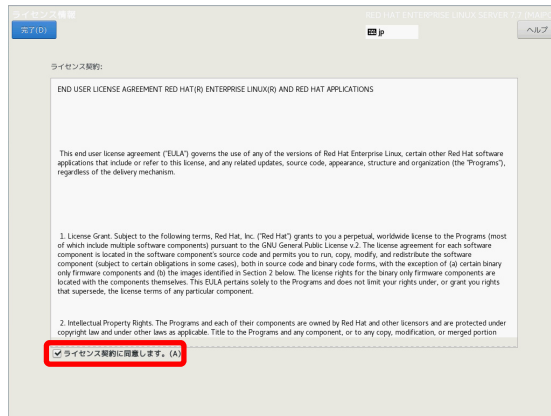 ライセンス情報
RED HAT ENTERPRISE LINUX SERVER 7.2
完了(D)
jp
ヘルプ
ライセンス契約:
END USER LICENSE AGREEMENT RED HAT(R) ENTERPRISE LINUX(R) AND RED HAT APPLICATIONS
This end user license agreement ("EULA") governs the use of any of the versions of Red Hat Enterprise Linux, certain other Red Hat software
applications that include or refer to this license, and any related updates, source code, appearance, structure and organization (the "Programs"),
regardless of the delivery mechanism.
1. License Grant. Subject to the following terms, Red Hat, Inc. ("Red Hat") grants to you a perpetual, worldwide license to the Programs (most
of which include multiple software components) pursuant to the GNU General Public License v.2. The license agreement for each software
component is located in the software component's source code and permits you to run, copy, modify, and redistribute the software
component (subject to certain obligations in some cases), both in source code and binary code forms, with the exception of (a) certain binary
only firmware components and (b) the images identified in Section 2 below. The license rights for the binary only firmware components are
located with the components themselves. This EULA pertains solely to the Programs and does not limit your rights under, or grant you rights
that supersede, the license terms of any particular component.
2. Intellectual Property Rights. The Programs and each of their components are owned by Red Hat and other licensors and are protected under
copyright law and under other laws as applicable. Title to the Programs and any component, or to any copy, modification, or merged portion
ライセンス契約に同意します。(A)